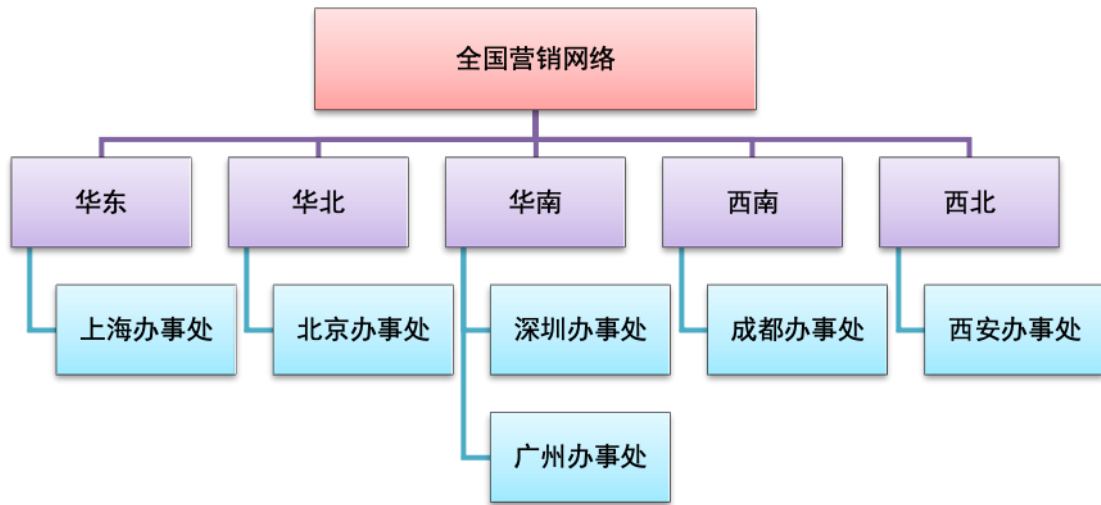 全国营销网络
华东
华北
华南
西南
西北
上海办事处
北京办事处
深圳办事处
成都办事处
西安办事处
广州办事处